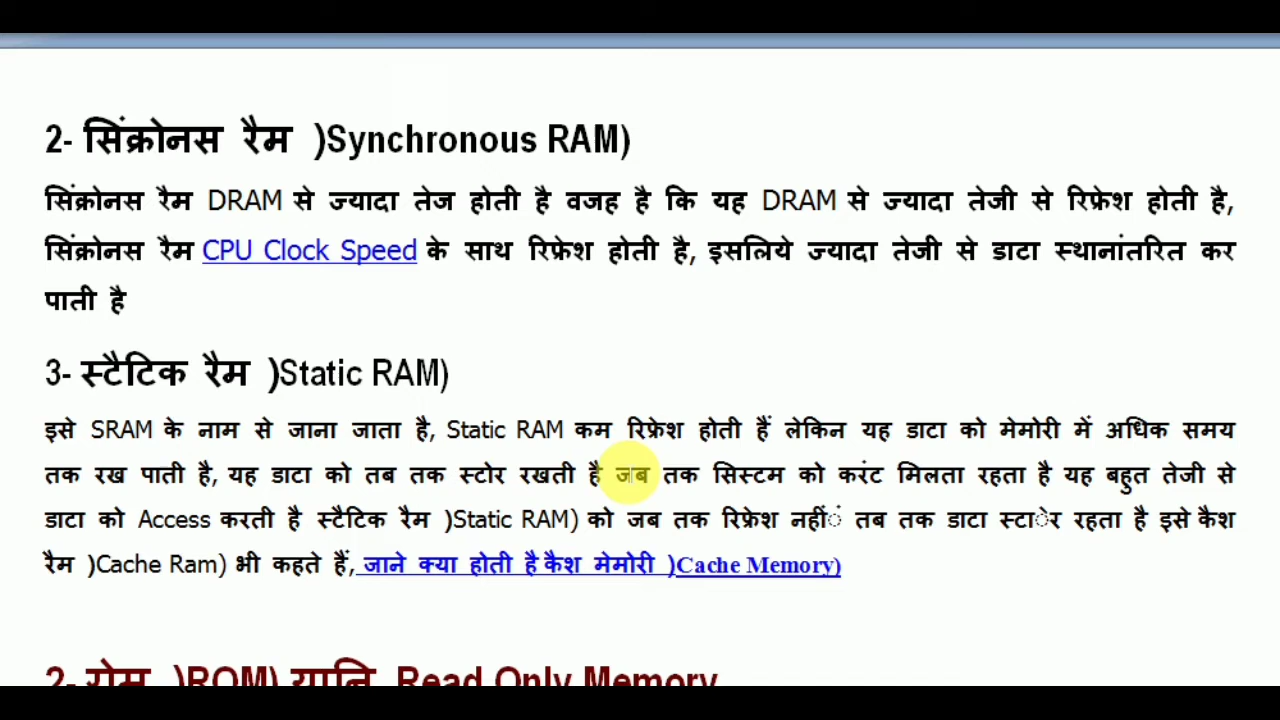 2- सिंक्रोनस रैम )Synchronous RAM)
सिंक्रोनस रैम DRAM से ज्यादा तेज होती है वजह है कि यह DRAM से ज्यादा तेजी से रिफ्रेश होती है,
सिंक्रोनस रैम CPU Clock Speed के साथ रिफ्रेश होती है, इसलिये ज्यादा तेजी से डाटा स्थानांतरित कर
पाती है
3- स्टैटिक रैम )Static RAM)
इसे SRAM के नाम से जाना जाता है, Static RAM कम रिफ्रेश होती हैं लेकिन यह डाटा को मेमोरी में अधिक समय
तक रख पाती है, यह डाटा को तब तक स्टोर रखती है जब तक सिस्टम को करंट मिलता रहता है यह बहुत तेजी से
डाटा को Access करती है स्टैटिक रैम )Static RAM) को जब तक रिफ्रेश नहींं तब तक डाटा स्टाेर रहता है इसे कैश
रैम )Cache Ram) भी कहते हैं, जाने क्या होती है कैश मेमोरी )Cache Memory)
2- रोम )ROM) यानि Read Only Memory